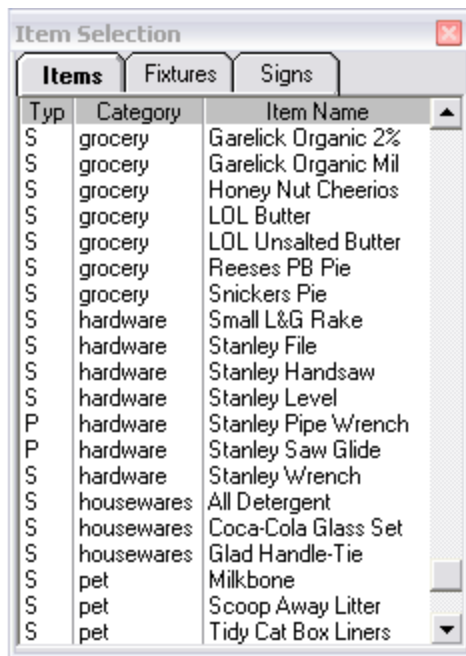 Item Selection
Items Fixtures Signs
Typ Category Item Name
S grocery Garelick Organic 2%
S grocery Garelick Organic Mil
S grocery Honey Nut Cheerios
S grocery LOL Butter
S grocery LOL Unsalted Butter
S grocery Reeses PB Pie
S grocery Snickers Pie
S hardware Small L&G Rake
S hardware Stanley File
S hardware Stanley Handsaw
S hardware Stanley Level
P hardware Stanley Pipe Wrench
P hardware Stanley Saw Glide
S hardware Stanley Wrench
S housewares All Detergent
S housewares Coca-Cola Glass Set
S housewares Glad Handle-Tie
S pet Milkbone
S pet Scoop Away Litter
S pet Tidy Cat Box Liners